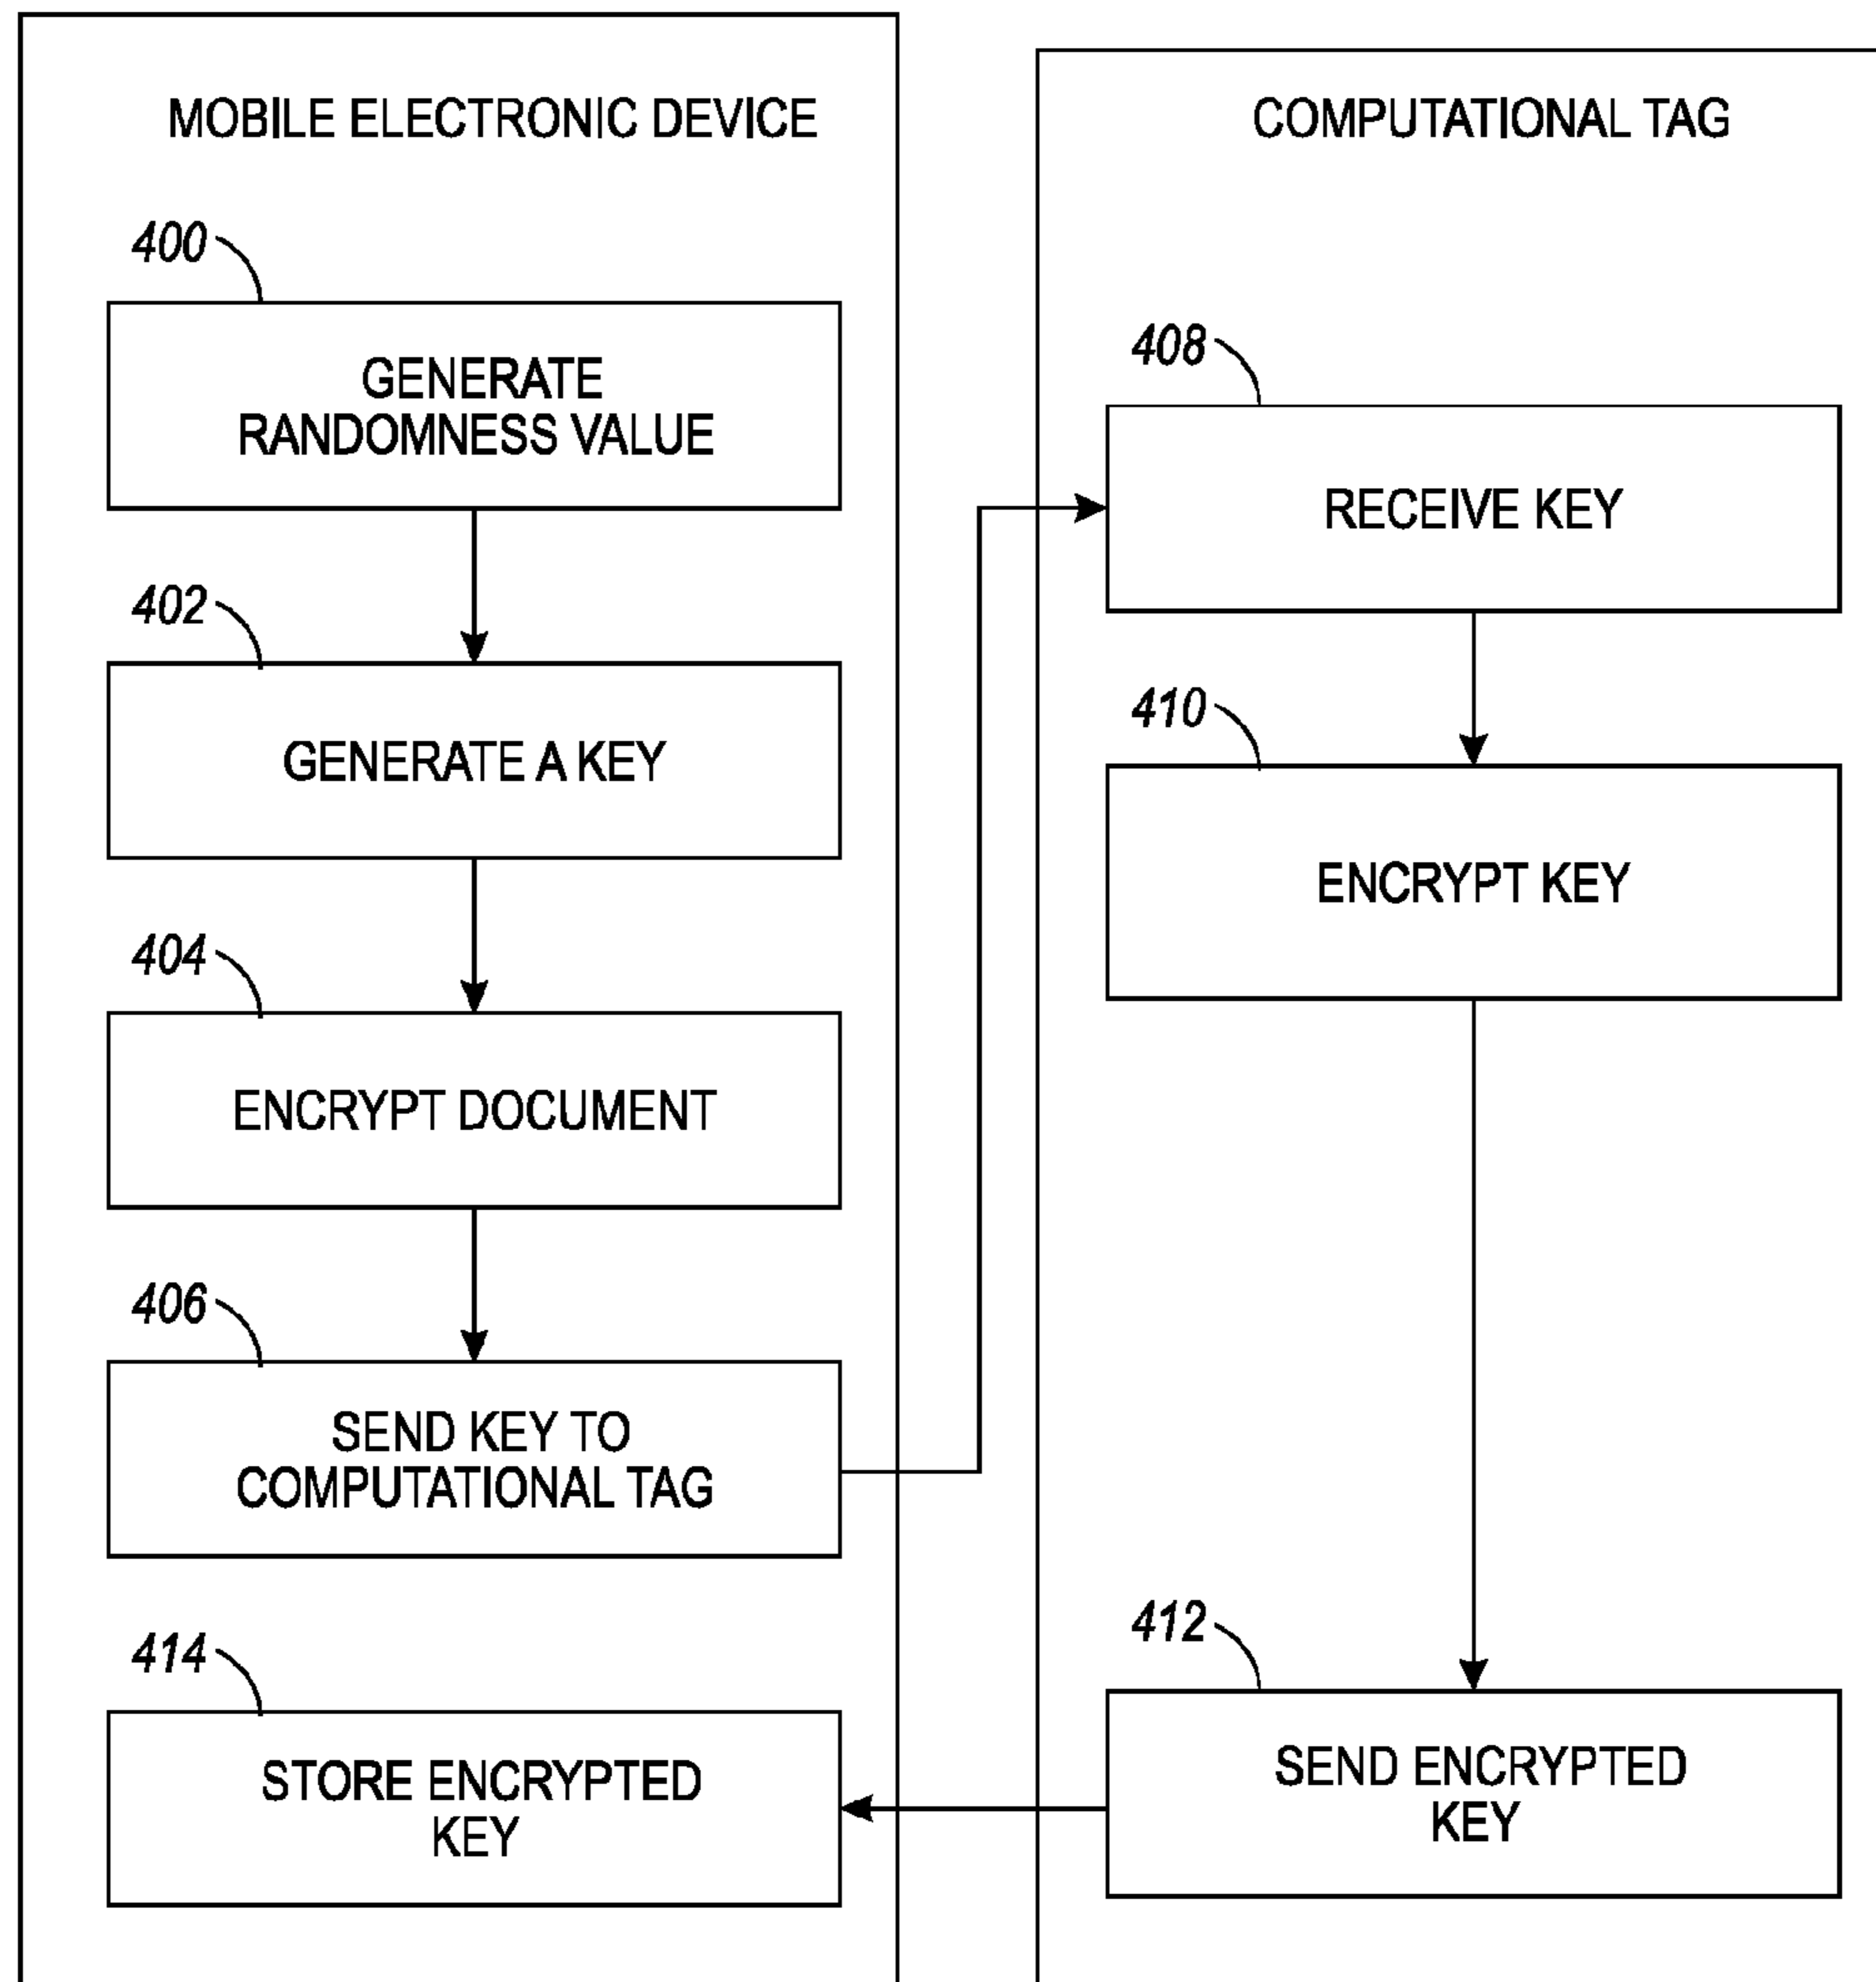 MOBILE ELECTRONIC DEVICE
400
GENERATE
RANDOMNESS VALUE
402
GENERATE A KEY
404
ENCRYPT DOCUMENT
406
SEND KEY TO
COMPUTATIONAL TAG
414
STORE ENCRYPTED
KEY
COMPUTATIONAL TAG
408
RECEIVE KEY
410
ENCRYPT KEY
412
SEND ENCRYPTED
KEY